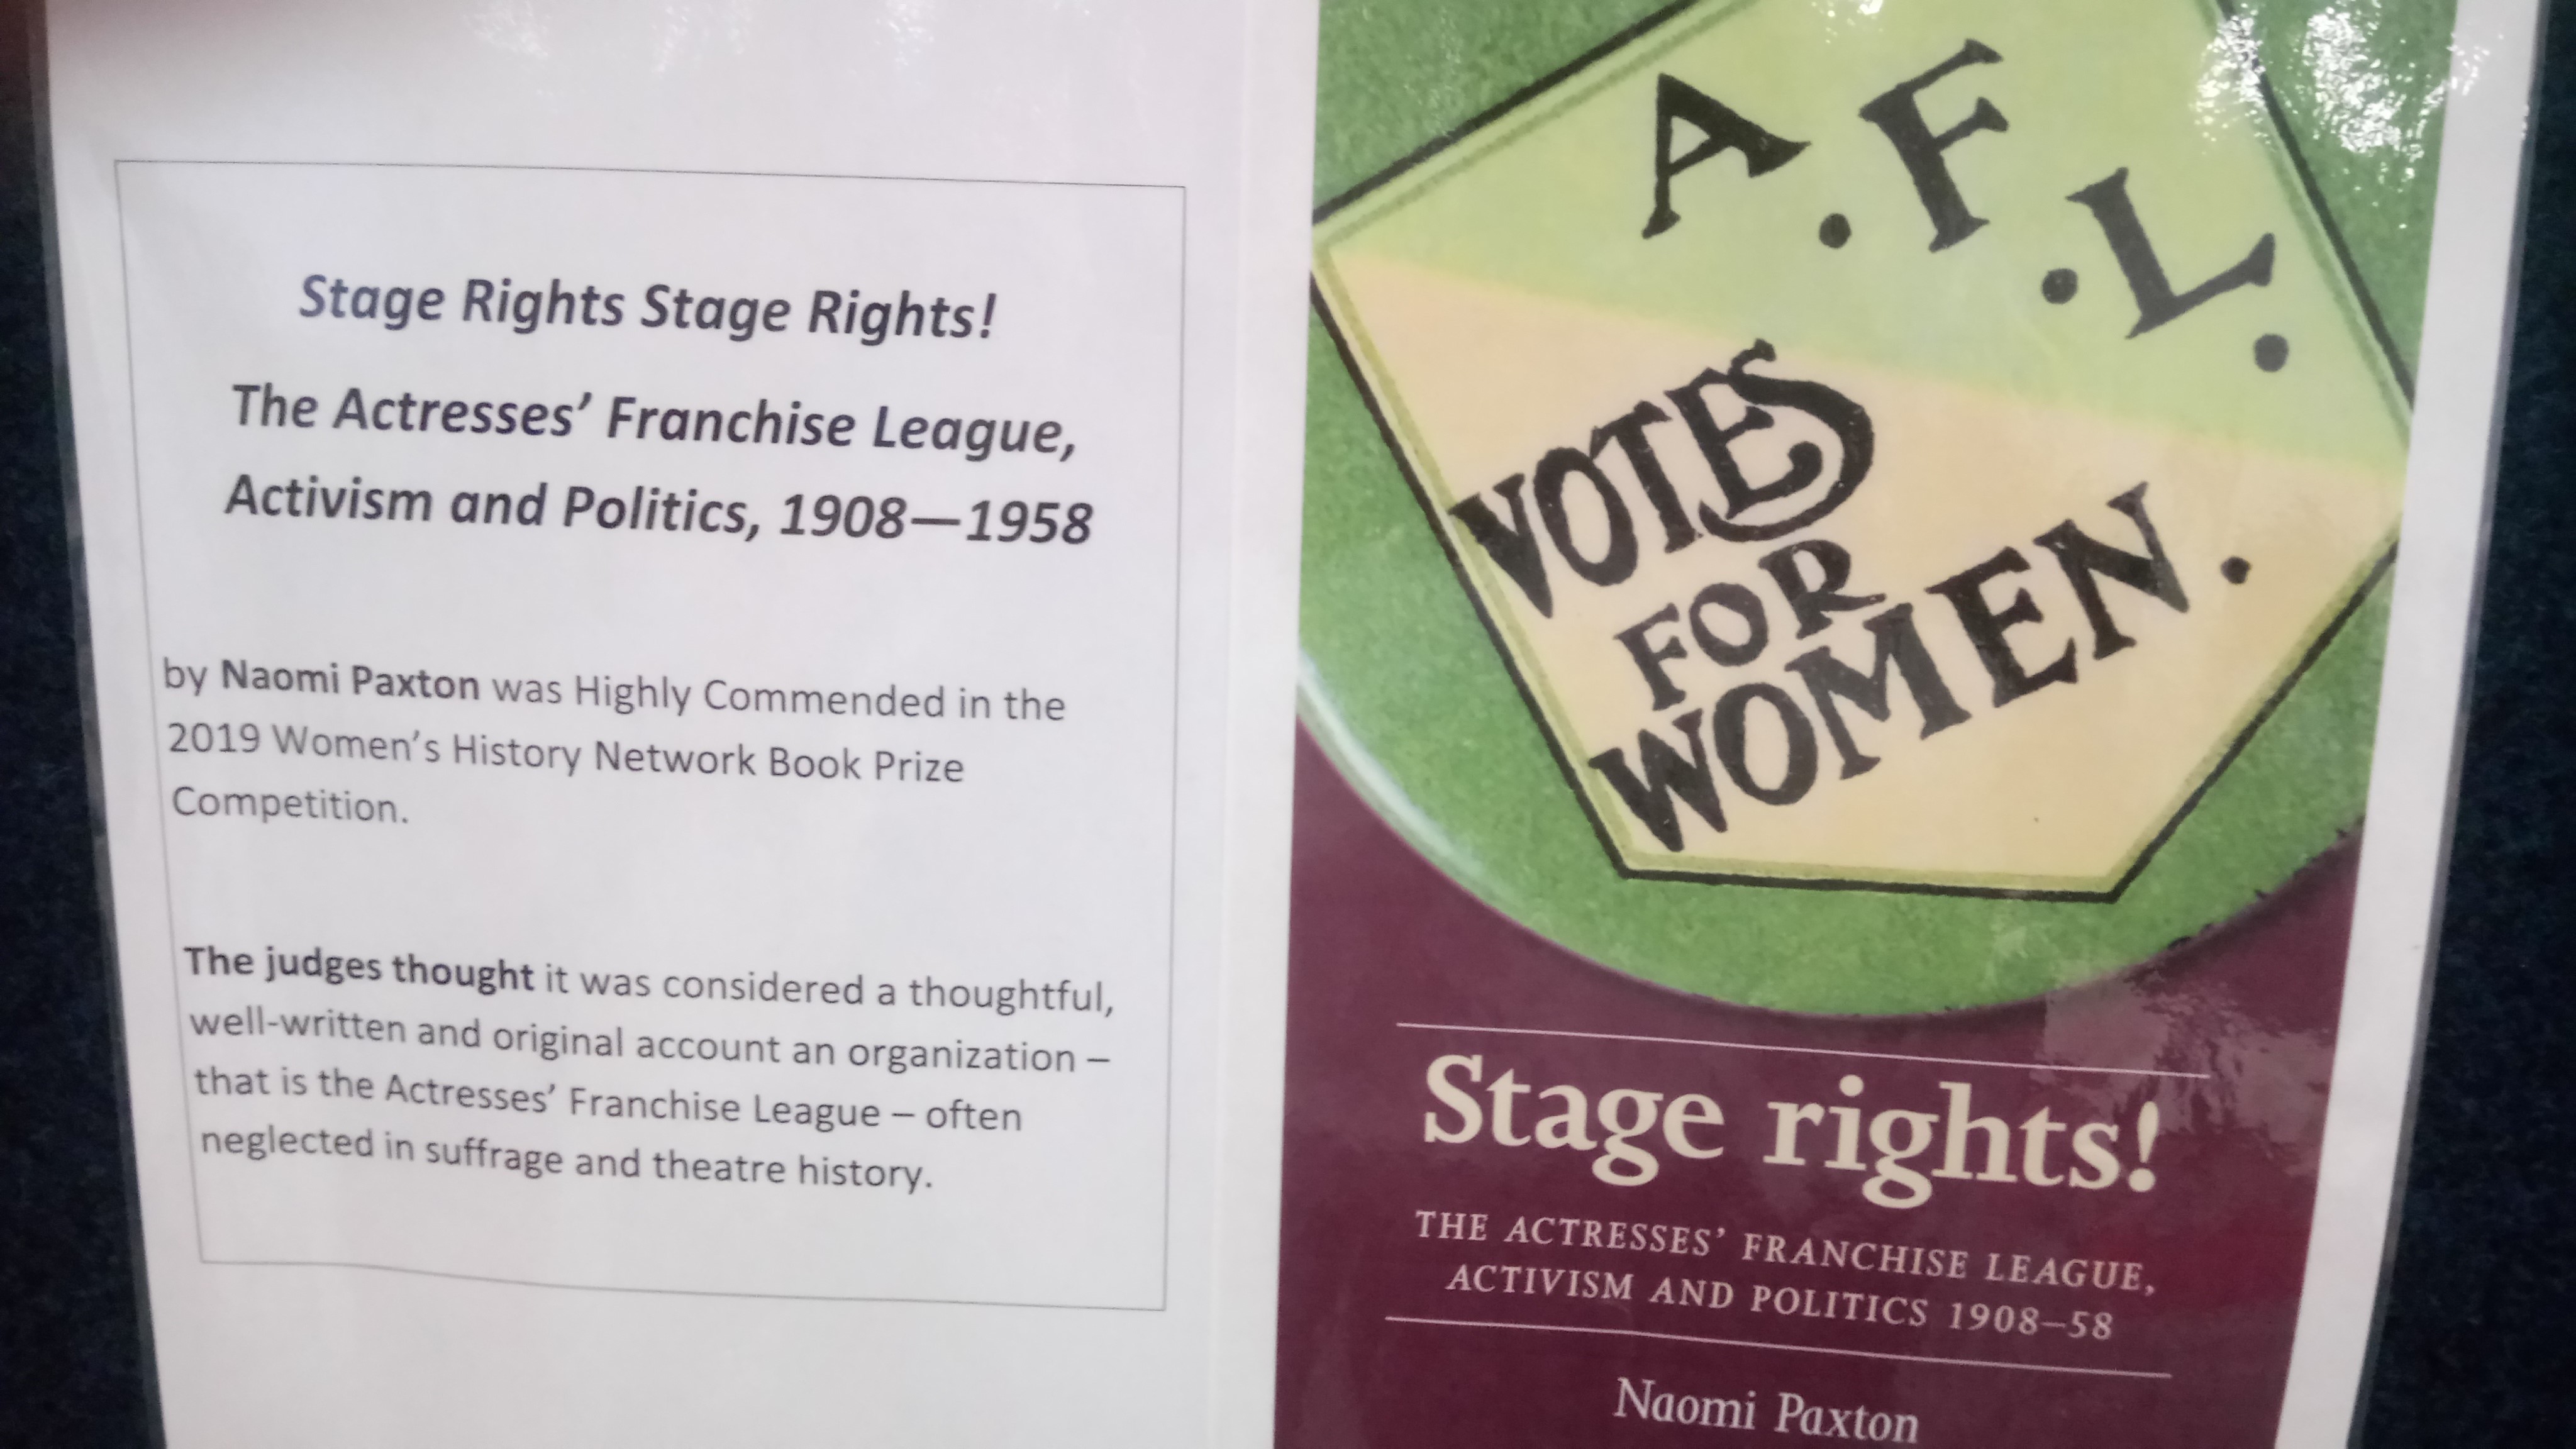 Stage Rights Stage Rights!
The Actresses’ Franchise League,
Activism and Politics, 1908—1958
by Naomi Paxton was Highly Commended in the
2019 Women’s History Network Book Prize
Competition.
The judges thought it was considered a thoughtful,
well-written and original account an organization –
that is the Actresses’ Franchise League – often
neglected in suffrage and theatre history.
A.F.L.
VOTES
FOR
WOMEN.
Stage rights!
THE ACTRESSES’ FRANCHISE LEAGUE,
ACTIVISM AND POLITICS 1908–58
Naomi Paxton